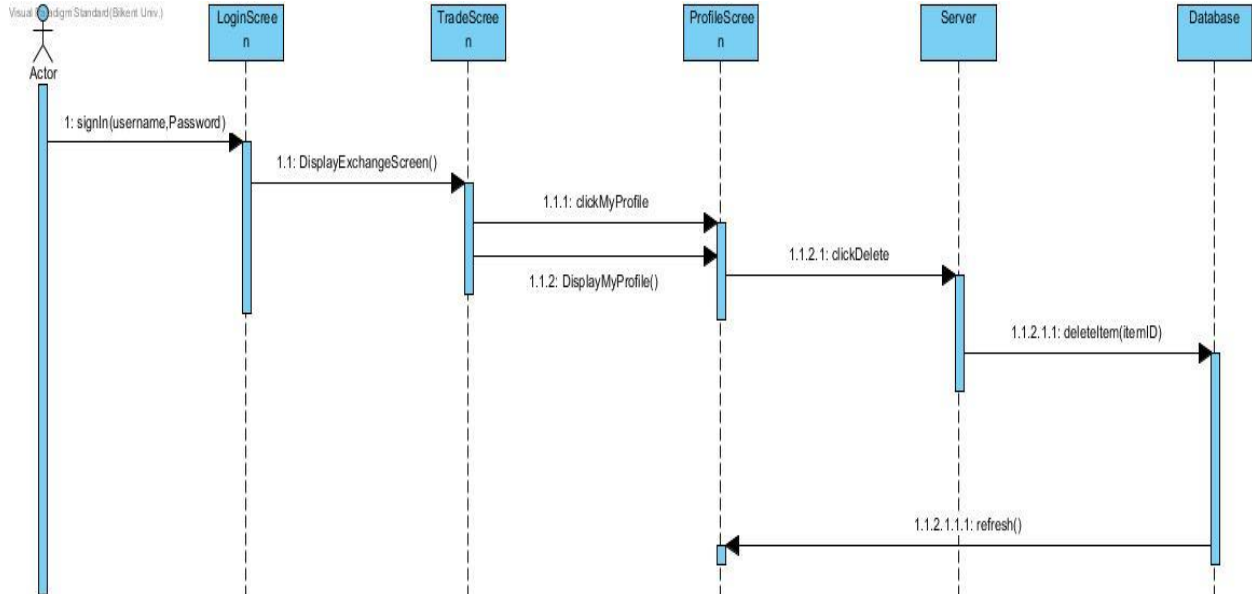 Visual Paradigm Standard(Bilkent Univ.)
LoginScree
n
TradeScree
n
ProfileScree
n
Server
Database
Actor
1: signIn(username,Password)
1.1: DisplayExchangeScreen()
1.1.1: clickMyProfile
1.1.2.1: clickDelete
1.1.2: DisplayMyProfile()
1.1.2.1.1: deleteItem(itemID)
1.1.2.1.1.1: refresh()